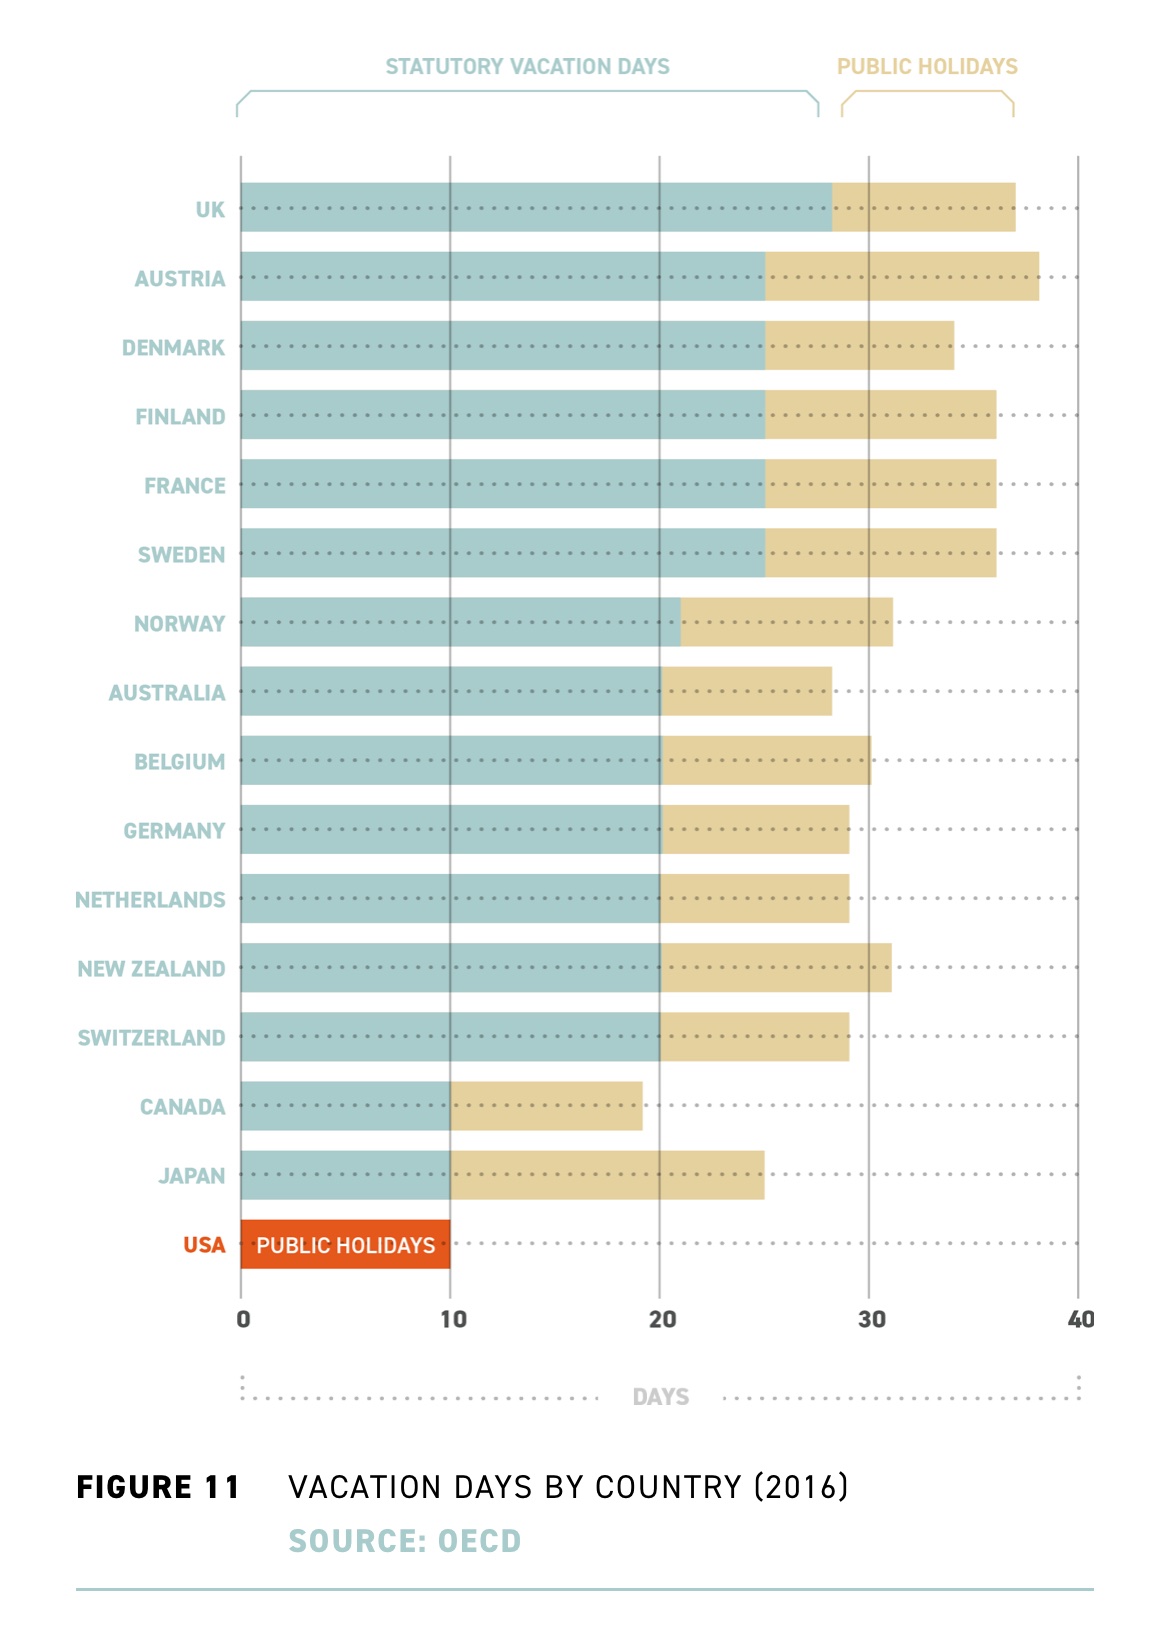 STATUTORY VACATION DAYS
PUBLIC HOLIDAYS
UK
AUSTRIA
DENMARK
FINLAND
FRANCE
SWEDEN
NORWAY
AUSTRALIA
BELGIUM
GERMANY
NETHERLANDS
NEW ZEALAND
SWITZERLAND
CANADA
JAPAN
USA PUBLIC HOLIDAYS
0 10 20 30 40
DAYS
FIGURE 11 VACATION DAYS BY COUNTRY (2016)
SOURCE: OECD